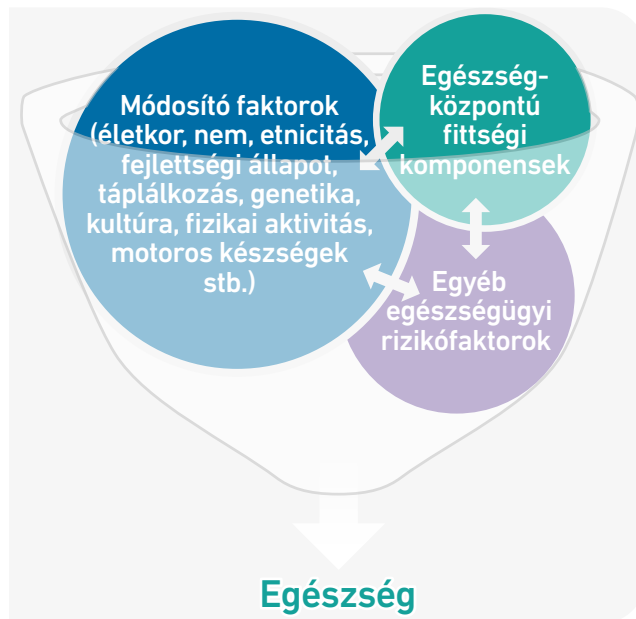 Módosító faktorok
(életkor, nem, etnicitás,
fejlettségi állapot,
táplálkozás, genetika,
kultúra, fizikai aktivitás,
motoros készségek
stb.)
Egészség-
központú
fittségi
komponensek
Egyéb
egészségügyi
rizikófaktorok
Egészség